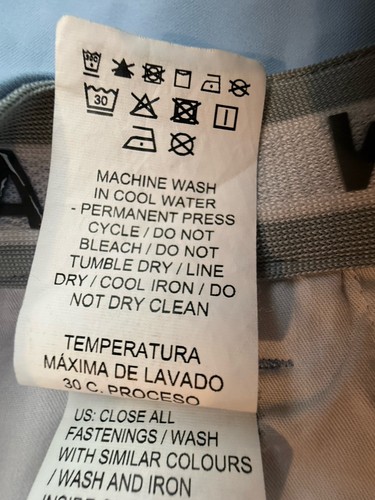 30
MACHINE WASH
IN COOL WATER
- PERMANENT PRESS
CYCLE / DO NOT
BLEACH / DO NOT
TUMBLE DRY / LINE
DRY / COOL IRON / DO
NOT DRY CLEAN
TEMPERATURA
MÁXIMA DE LAVADO
30 C. PROCESO
US: CLOSE ALL
FASTENINGS / WASH
WITH SIMILAR COLOURS
/ WASH AND IRON